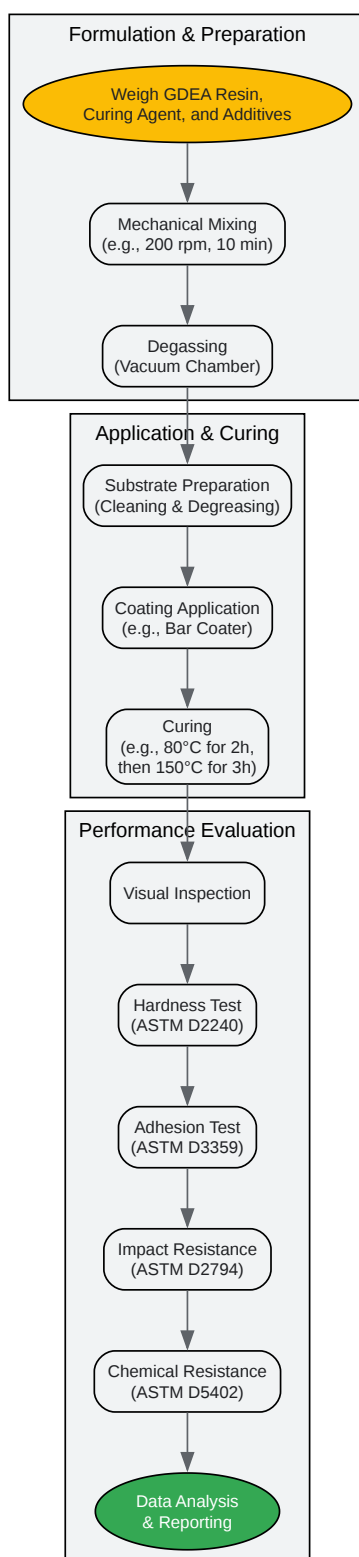 Formulation & Preparation
Weigh GDEA Resin,
Curing Agent, and Additives
Mechanical Mixing
(e.g., 200 rpm, 10 min)
Degassing
(Vacuum Chamber)
Application & Curing
Substrate Preparation
(Cleaning & Degreasing)
Coating Application
(e.g., Bar Coater)
Curing
(e.g., 80°C for 2h,
then 150°C for 3h)
Performance Evaluation
Visual Inspection
Hardness Test
(ASTM D2240)
Adhesion Test
(ASTM D3359)
Impact Resistance
(ASTM D2794)
Chemical Resistance
(ASTM D5402)
Data Analysis
& Reporting